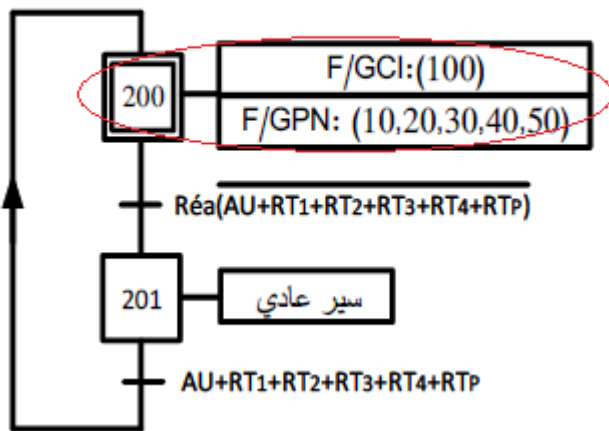 200
F/GCI:(100)
F/GPN: (10,20,30,40,50)
Réa(AU+RT1+RT2+RT3+RT4+RTP)
201
سير عادي
AU+RT1+RT2+RT3+RT4+RTP